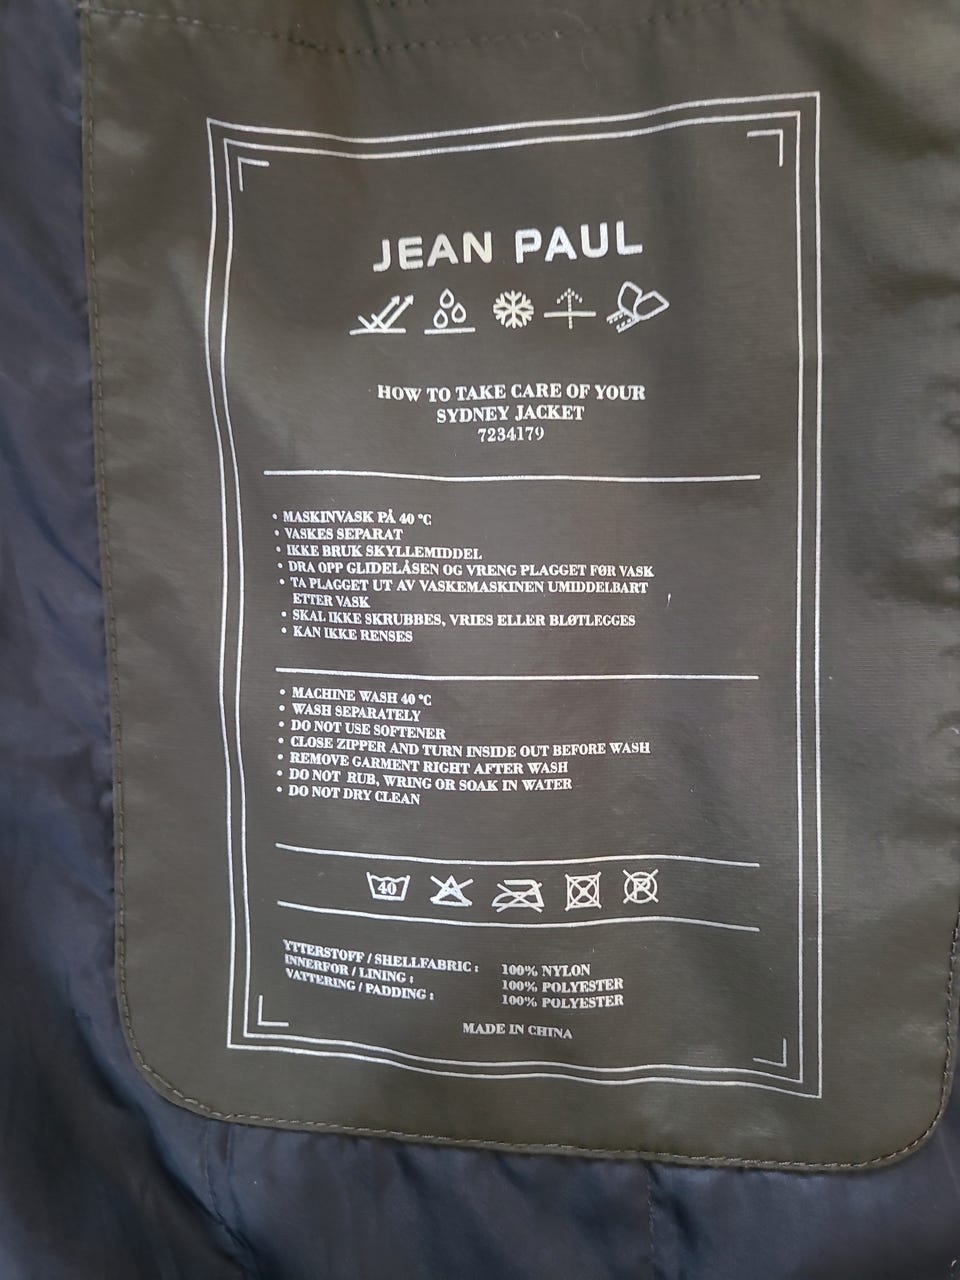 JEAN PAUL
HOW TO TAKE CARE OF YOUR
SYDNEY JACKET
7234179
• MASKINVASK PÅ 40 °C
• VASKES SEPARAT
• IKKE BRUK SKYLLEMIDDEL
• DRA OPP GLIDELÅSEN OG VRENG PLAGGET FØR VASK
• TA PLAGGET UT AV VASKEMASKINEN UMIDDELBART
ETTER VASK
• SKAL IKKE SKRUBBES, VRIES ELLER BLØTLEGGES
• KAN IKKE RENSES
• MACHINE WASH 40 °C
• WASH SEPARATELY
• DO NOT USE SOFTENER
• CLOSE ZIPPER AND TURN INSIDE OUT BEFORE WASH
• REMOVE GARMENT RIGHT AFTER WASH
• DO NOT RUB, WRING OR SOAK IN WATER
• DO NOT DRY CLEAN
40 P
YTTERSTOFF / SHELLFABRIC : 100% NYLON
INNERFOR / LINING : 100% POLYESTER
VATTERING / PADDING : 100% POLYESTER
MADE IN CHINA